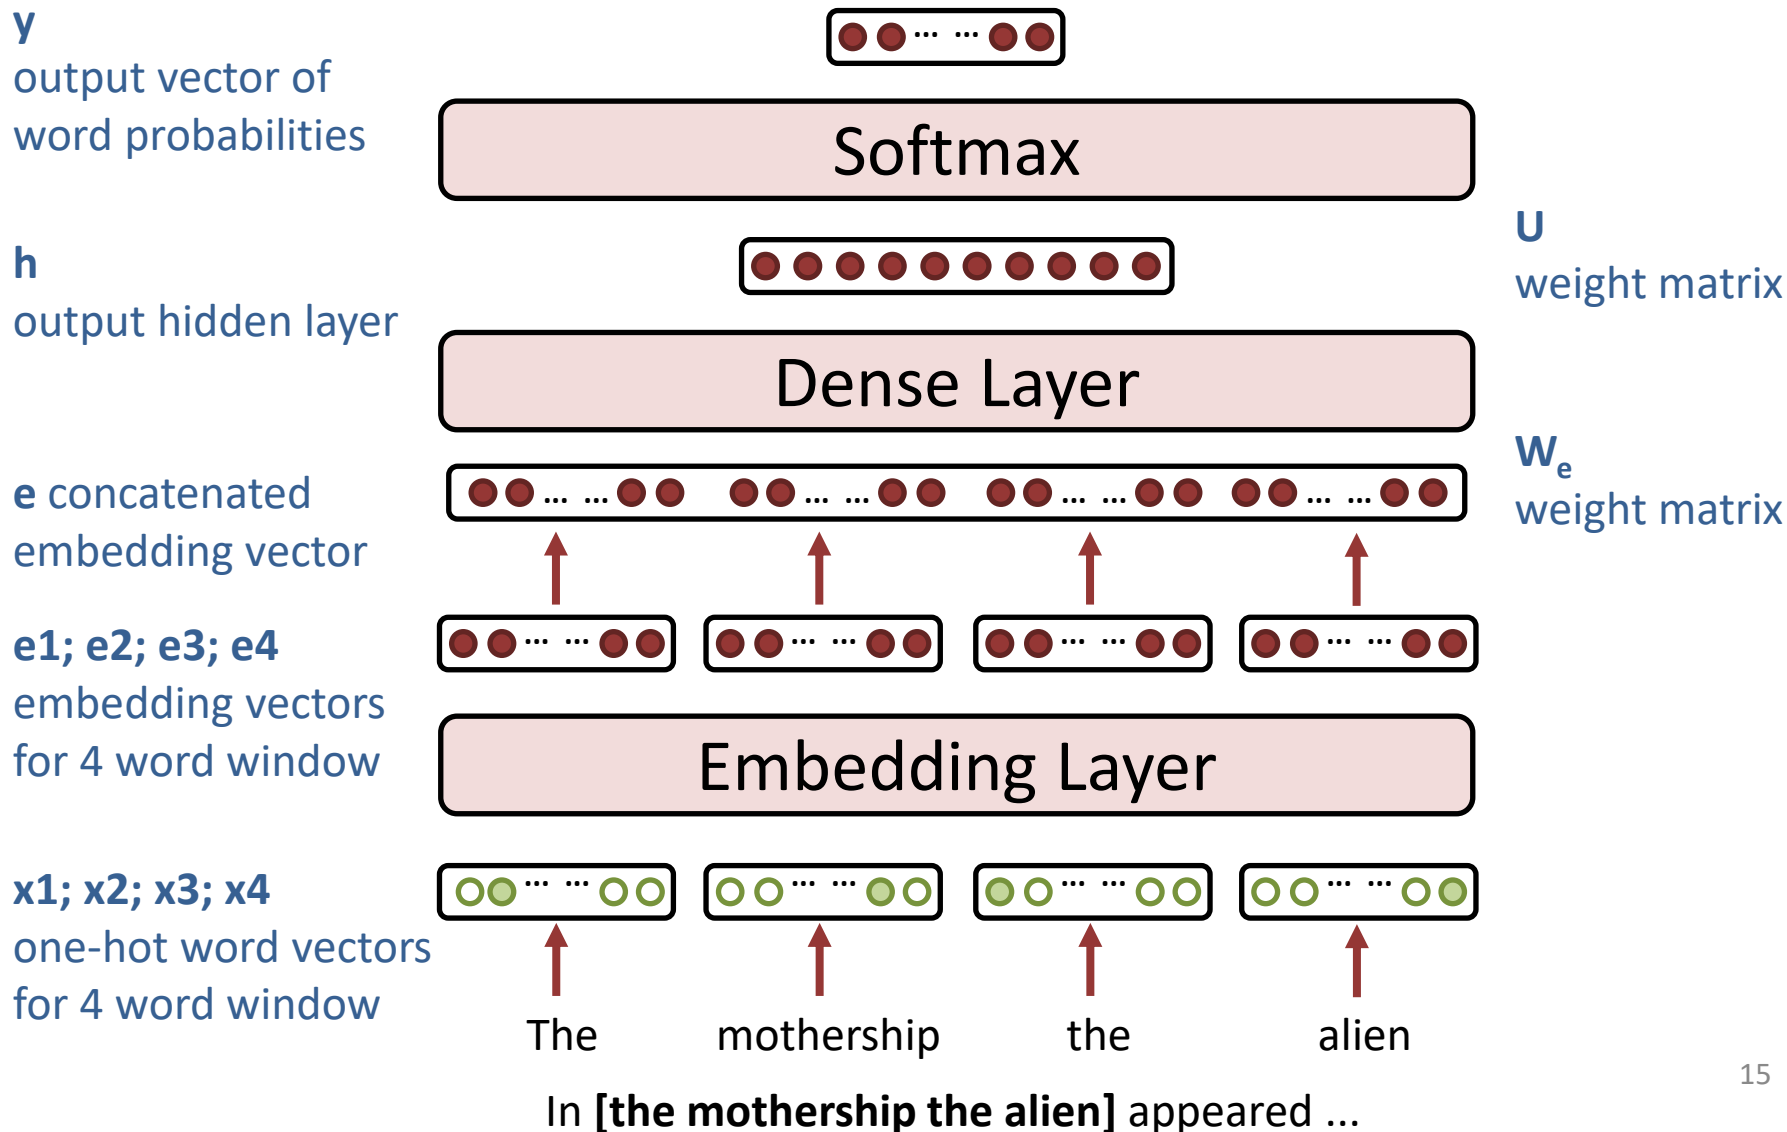 y
output vector of
word probabilities
... ...
Softmax
h
output hidden layer
U
weight matrix
Dense Layer
e concatenated
embedding vector
... ... ... ... ... ... ... ...
We
weight matrix
e1; e2; e3; e4
embedding vectors
for 4 word window
... ... ... ... ... ... ... ...
Embedding Layer
x1; x2; x3; x4
one-hot word vectors
for 4 word window
... ... ... ... ... ... ... ...
The mothership the alien
In [the mothership the alien] appeared ...
15